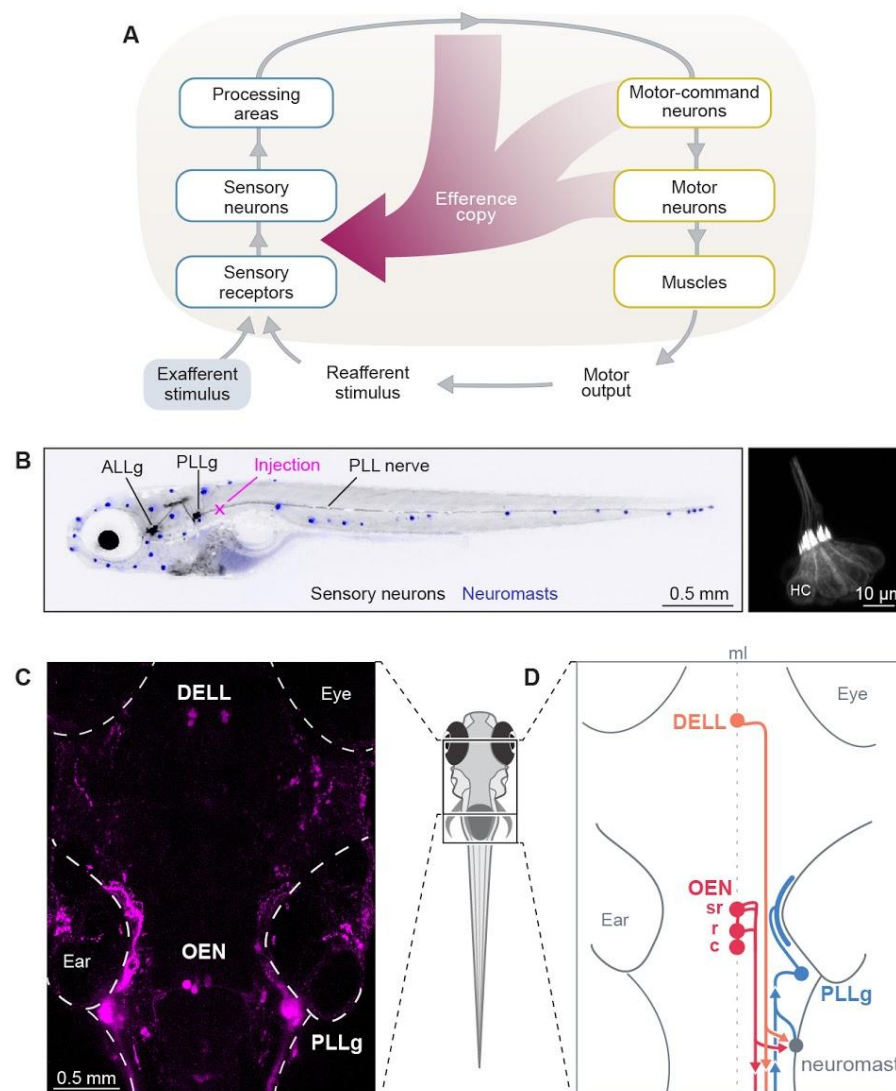 A
Processing
areas
Motor-command
neurons
Sensory
neurons
Efference
copy
Motor
neurons
Sensory
receptors
Muscles
Exafferent
stimulus
Reafferent
stimulus
Motor
output
B
ALLg
PLLg
Injection
PLL nerve
Sensory neurons Neuromasts
0.5 mm
HC
10 µm
C
DELL
Eye
Ear
OEN
PLLg
0.5 mm
D
ml
Eye
DELL
OEN
sr
r
c
Ear
PLLg
neuromast